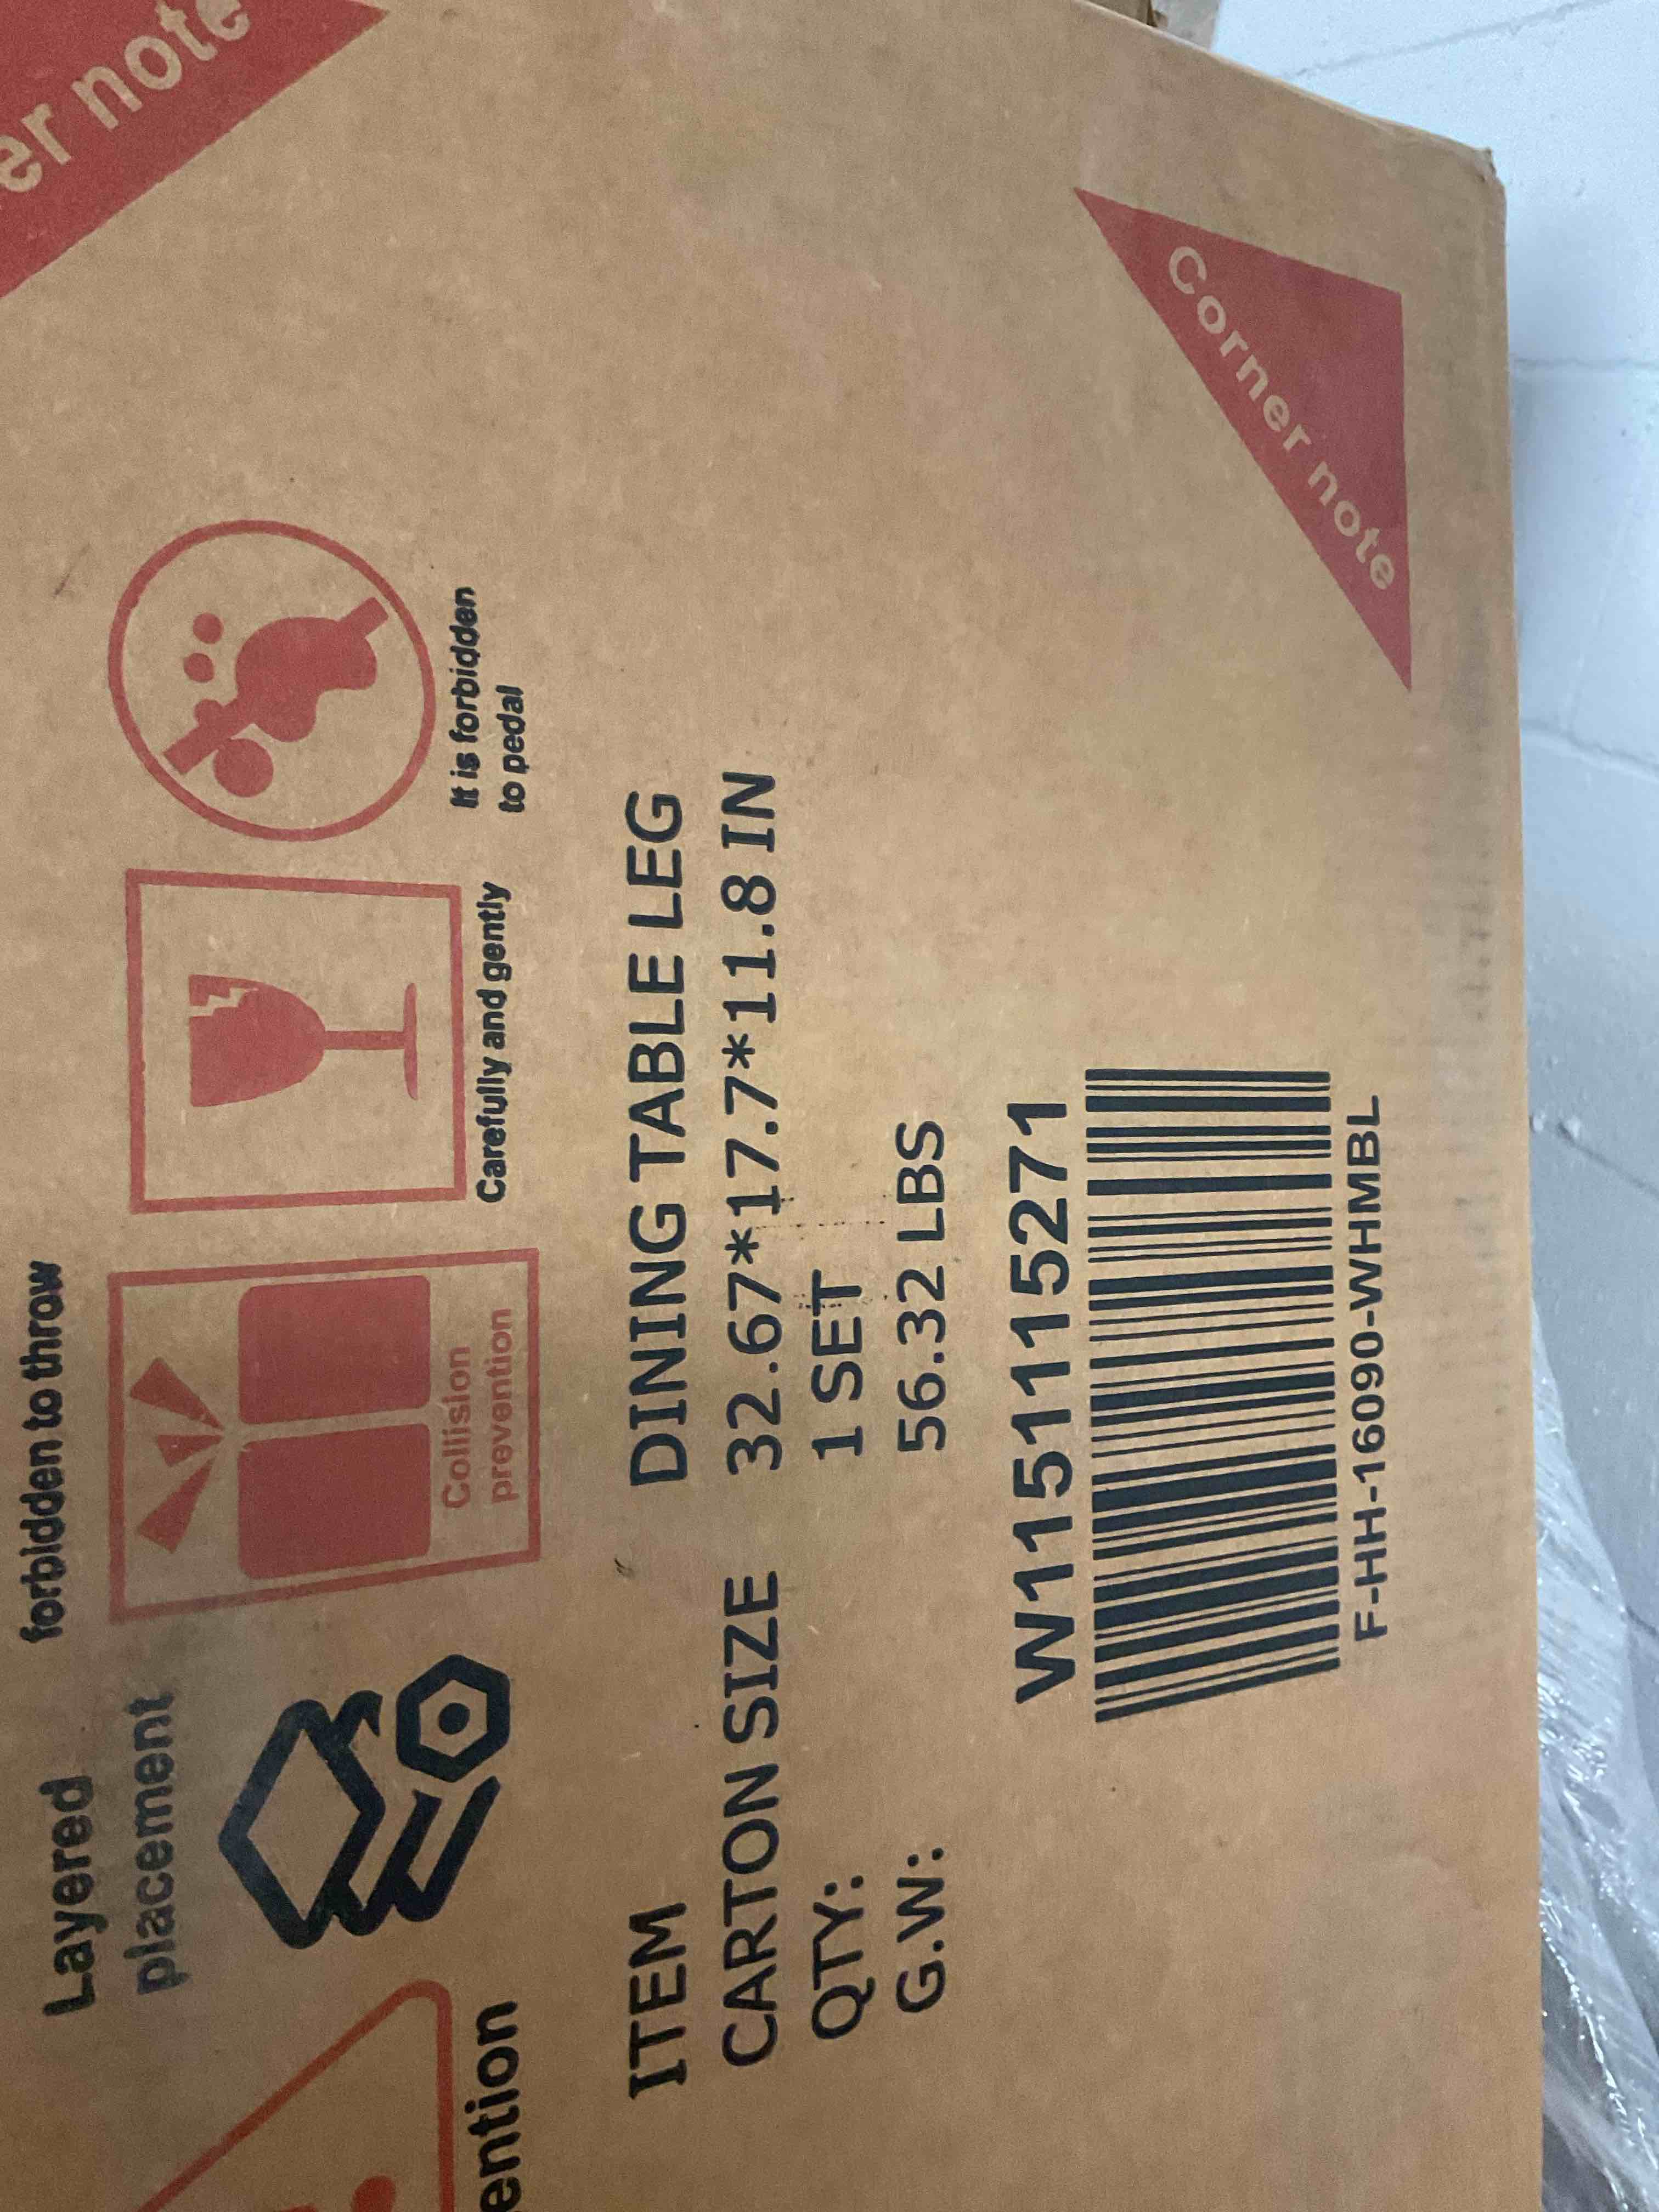 er note
forbidden to throw
Layered
placement
Collision
prevention
Carefully and gently
It is forbidden
to pedal
ention
ITEM DINING TABLE LEG
CARTON SIZE 32.67*17.7*11.8 IN
QTY: 1 SET
G.W: 56.32 LBS
W1151115271
F-HH-16090-WHMBL
Corner note